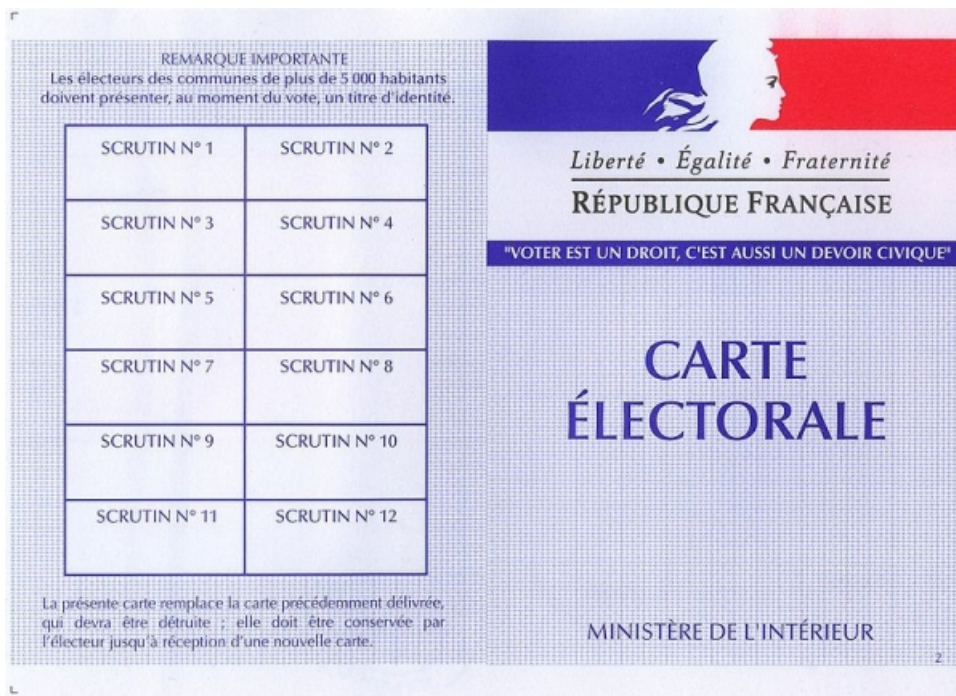 REMARQUE IMPORTANTE
Les électeurs des communes de plus de 5 000 habitants
doivent présenter, au moment du vote, un titre d'identité.
SCRUTIN N° 1
SCRUTIN N° 2
SCRUTIN N° 3
SCRUTIN N° 4
SCRUTIN N° 5
SCRUTIN N° 6
SCRUTIN N° 7
SCRUTIN N° 8
SCRUTIN N° 9
SCRUTIN N° 10
SCRUTIN N° 11
SCRUTIN N° 12
La présente carte remplace la carte précédemment délivrée,
qui devra être détruite ; elle doit être conservée par
l'électeur jusqu'à réception d'une nouvelle carte.
Liberté • Égalité • Fraternité
RÉPUBLIQUE FRANÇAISE
"VOTER EST UN DROIT, C'EST AUSSI UN DEVOIR CIVIQUE"
CARTE
ÉLECTORALE
MINISTÈRE DE L'INTÉRIEUR
2